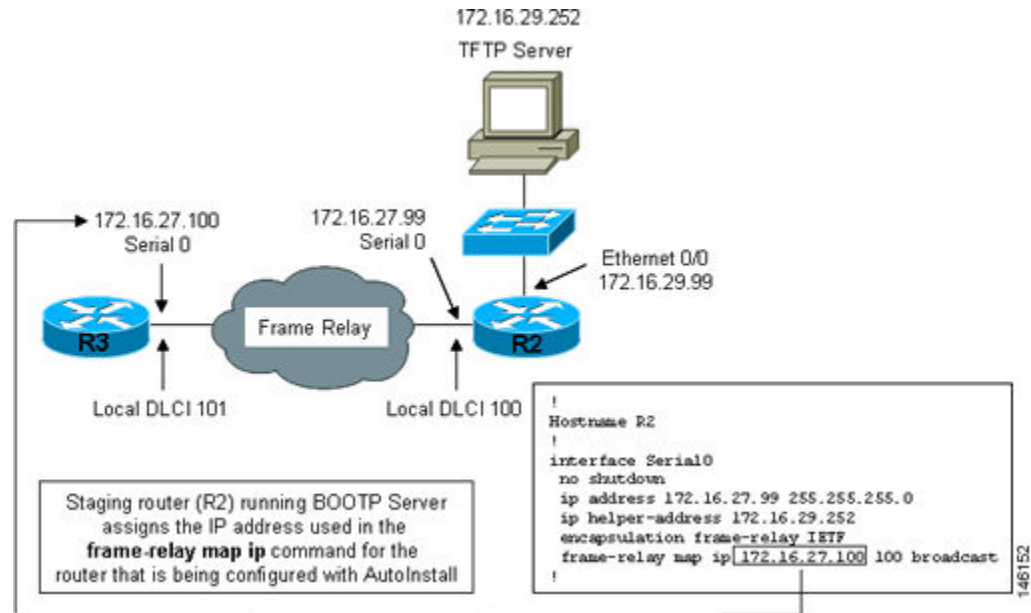 172.16.29.252
TFTP Server
172.16.27.100
Serial 0
172.16.27.99
Serial 0
Ethernet 0/0
172.16.29.99
R3
Frame Relay
R2
Local DLCI 101
Local DLCI 100
Staging router (R2) running BOOTP Server
assigns the IP address used in the
frame-relay map ip command for the
router that is being configured with AutoInstall
!
Hostname R2
!
interface Serial0
no shutdown
ip address 172.16.27.99 255.255.255.0
ip helper-address 172.16.29.252
encapsulation frame-relay IETF
frame-relay map ip 172.16.27.100 100 broadcast
!
146152